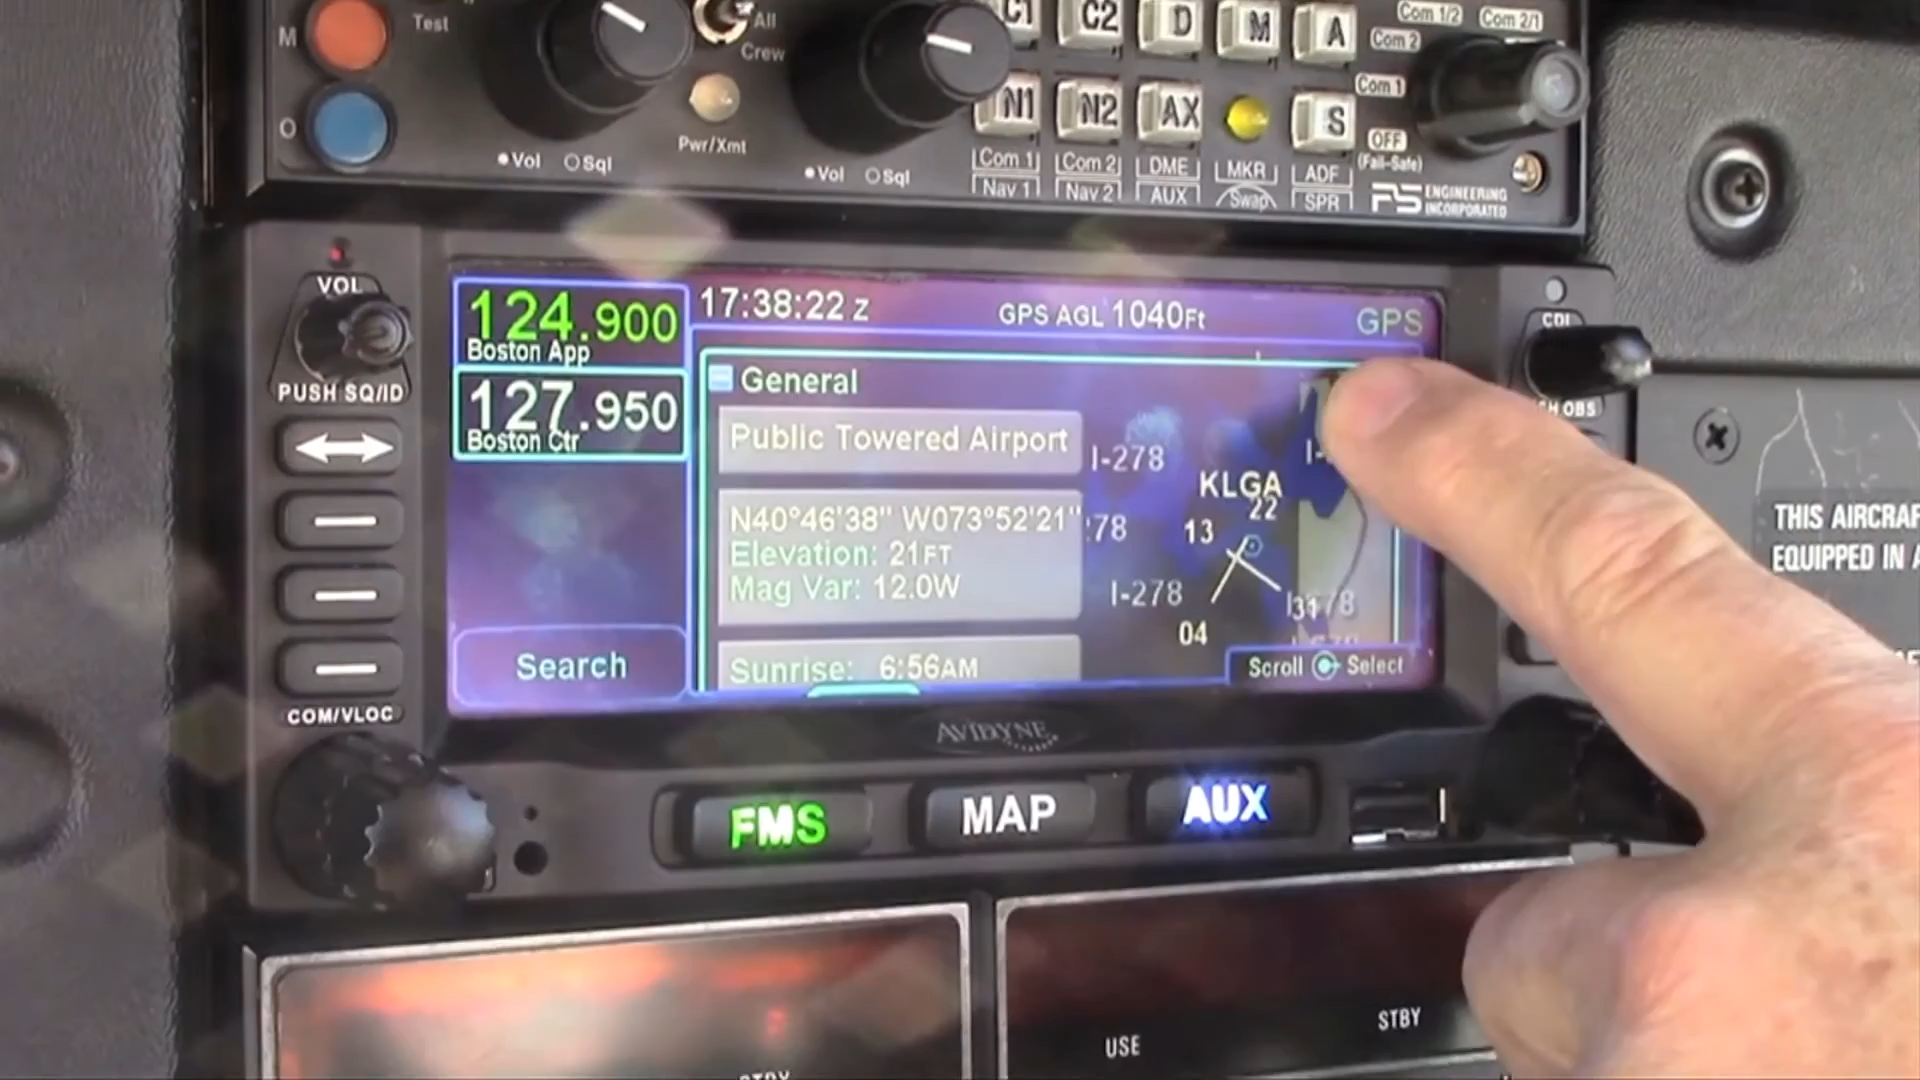 M
Test
All
Crew
C1 C2 D M A
Com 1/2 Com 2/1
Com 2
Com 1
O
N1 N2 AX S
Pwr/Xmt
OFF
(Fail-Safe)
Vol Sql
Vol Sql
Com 1 Com 2 DME MKR ADF
Nav 1 Nav 2 AUX Swap SPR
PS ENGINEERING
INCORPORATED
VOL
PUSH SQ/ID
124.900
Boston App
127.950
Boston Ctr
17:38:22 Z
GPS AGL 1040FT
GPS
CDI
OBS
General
Public Towered Airport
N40°46'38" W073°52'21"
Elevation: 21FT
Mag Var: 12.0W
Sunrise: 6:56AM
I-278
KLGA
22
13
:78
I-278
31
04
Search
Scroll Select
COM/VLOC
AVIDYNE
FMS MAP AUX
THIS AIRCRAF
EQUIPPED IN A
USE
STBY
STBY